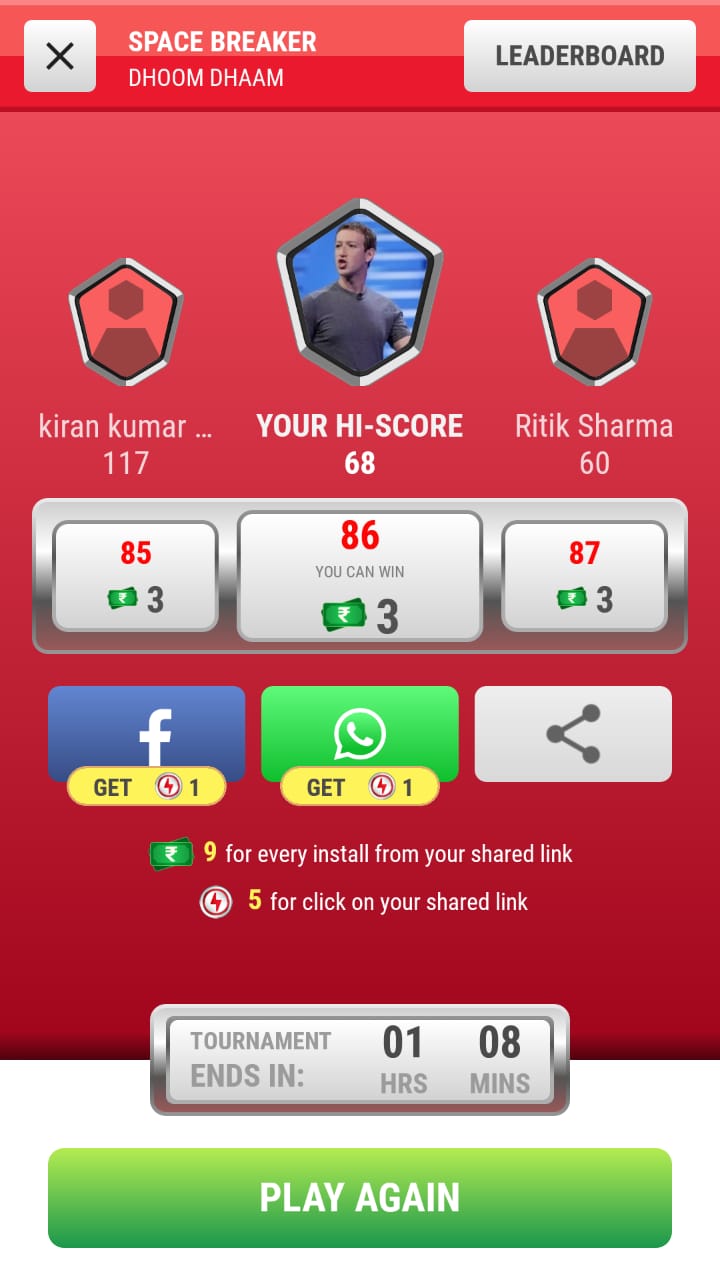 SPACE BREAKER
DHOOM DHAAM
LEADERBOARD
kiran kumar ...
117
YOUR HI-SCORE
68
Ritik Sharma
60
85
₹ 3
86
YOU CAN WIN
₹ 3
87
₹ 3
f
GET 1
GET 1
₹ 9 for every install from your shared link
5 for click on your shared link
TOURNAMENT
ENDS IN:
01
HRS
08
MINS
PLAY AGAIN